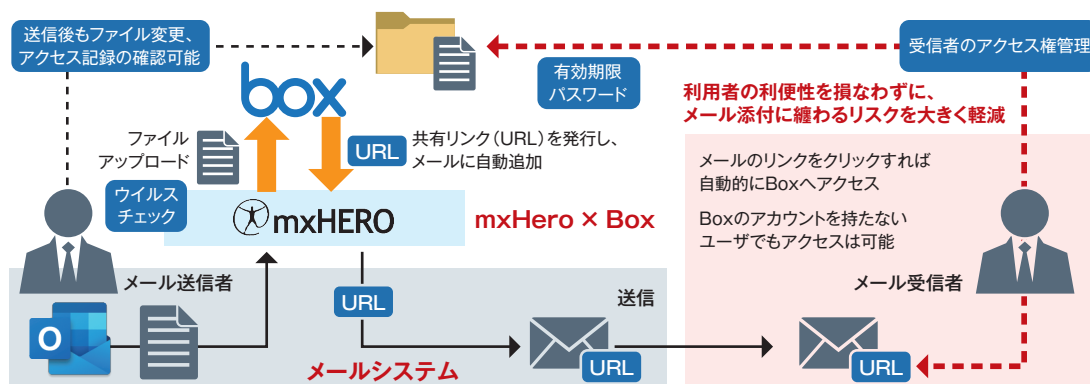 送信後もファイル変更、
アクセス記録の確認可能
受信者のアクセス権管理
有効期限
パスワード
box
利用者の利便性を損なわずに、
メール添付に纏わるリスクを大きく軽減
ファイル
アップロード
URL
共有リンク（URL）を発行し、
メールに自動追加
ウイルス
チェック
mxHERO
mxHero × Box
メールのリンクをクリックすれば
自動的にBoxへアクセス
Boxのアカウントを持たない
ユーザでもアクセスは可能
メール送信者
メール受信者
URL
送信
O
URL
URL
メールシステム